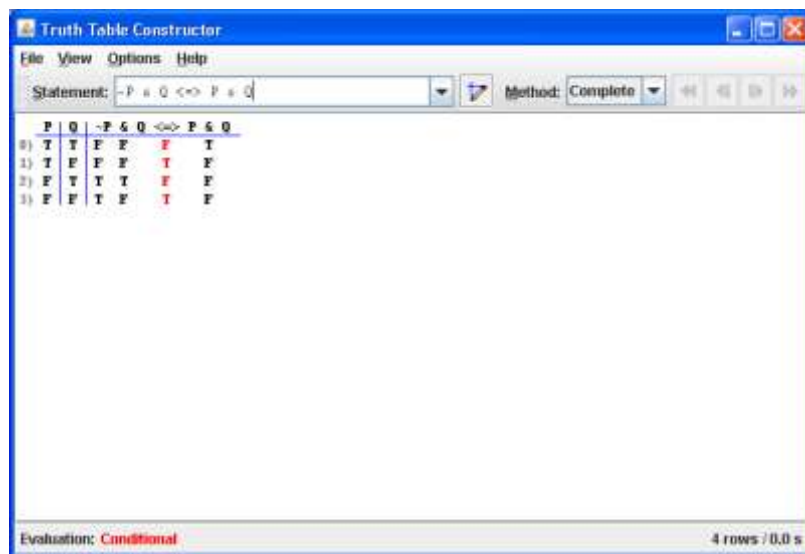 Truth Table Constructor
File View Options Help
Statement: ~P & Q <=> P & Q Method: Complete
P | Q | ~P & Q <=> P & Q
0) T T F F F T
1) T F F F T F
2) F T T T F F
3) F F T F T F
Evaluation: Conditional 4 rows / 0.0 s